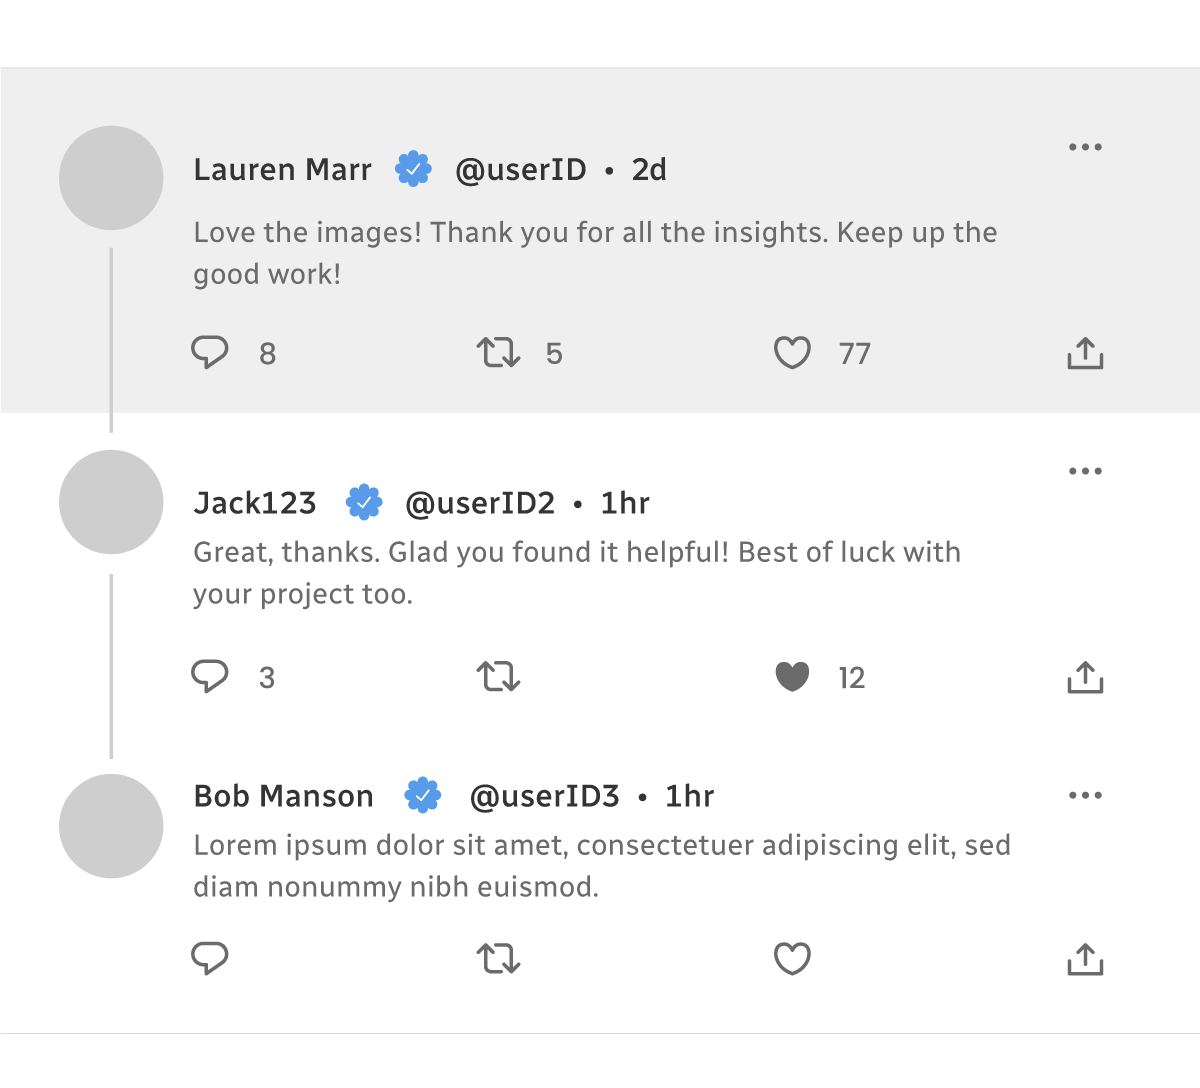 Lauren Marr @userID • 2d
Love the images! Thank you for all the insights. Keep up the
good work!
8 5 77
Jack123 @userID2 • 1hr
Great, thanks. Glad you found it helpful! Best of luck with
your project too.
3 12
Bob Manson @userID3 • 1hr
Lorem ipsum dolor sit amet, consectetuer adipiscing elit, sed
diam nonummy nibh euismod.